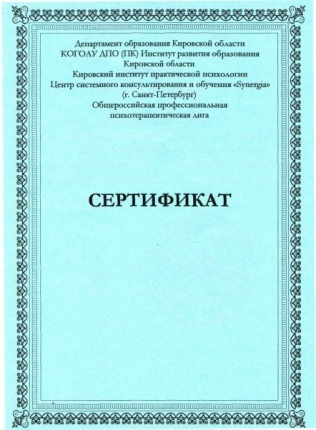 Департамент образования Кировской области
КОГОАУ ДПО (ПК) Институт развития образования
Кировской области
Кировский институт практической психологии
Центр системного консультирования и обучения «Synergia»
(г. Санкт-Петербург)
Общероссийская профессиональная
психотерапевтическая лига
СЕРТИФИКАТ